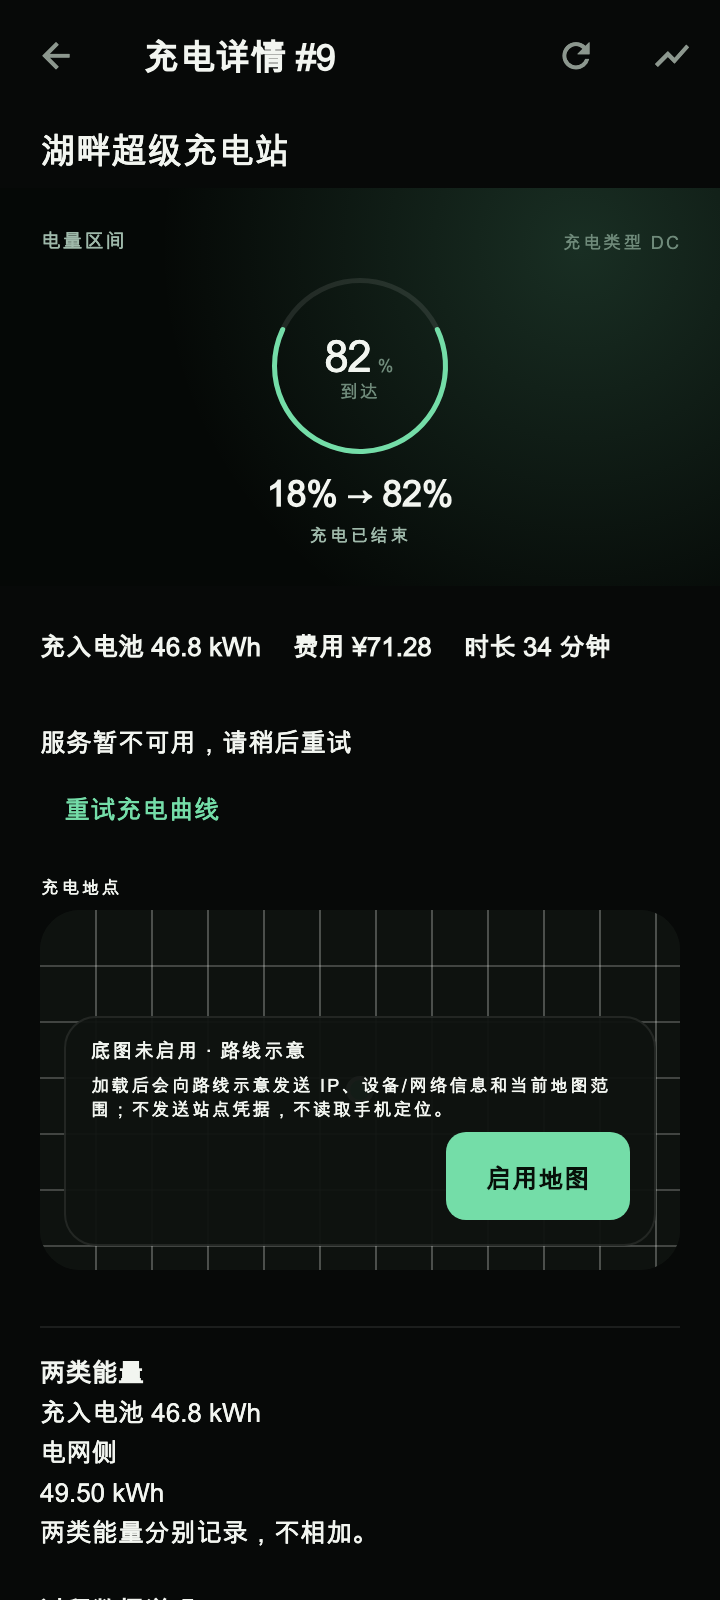 充电详情 #9
湖畔超级充电站
电量区间
充电类型 DC
82 %
到达
18% → 82%
充电已结束
充入电池 46.8 kWh 费用 ¥71.28 时长 34 分钟
服务暂不可用，请稍后重试
重试充电曲线
充电地点
底图未启用 · 路线示意
加载后会向路线示意发送 IP、设备/网络信息和当前地图范
围；不发送站点凭据，不读取手机定位。
启用地图
两类能量
充入电池 46.8 kWh
电网侧
49.50 kWh
两类能量分别记录，不相加。